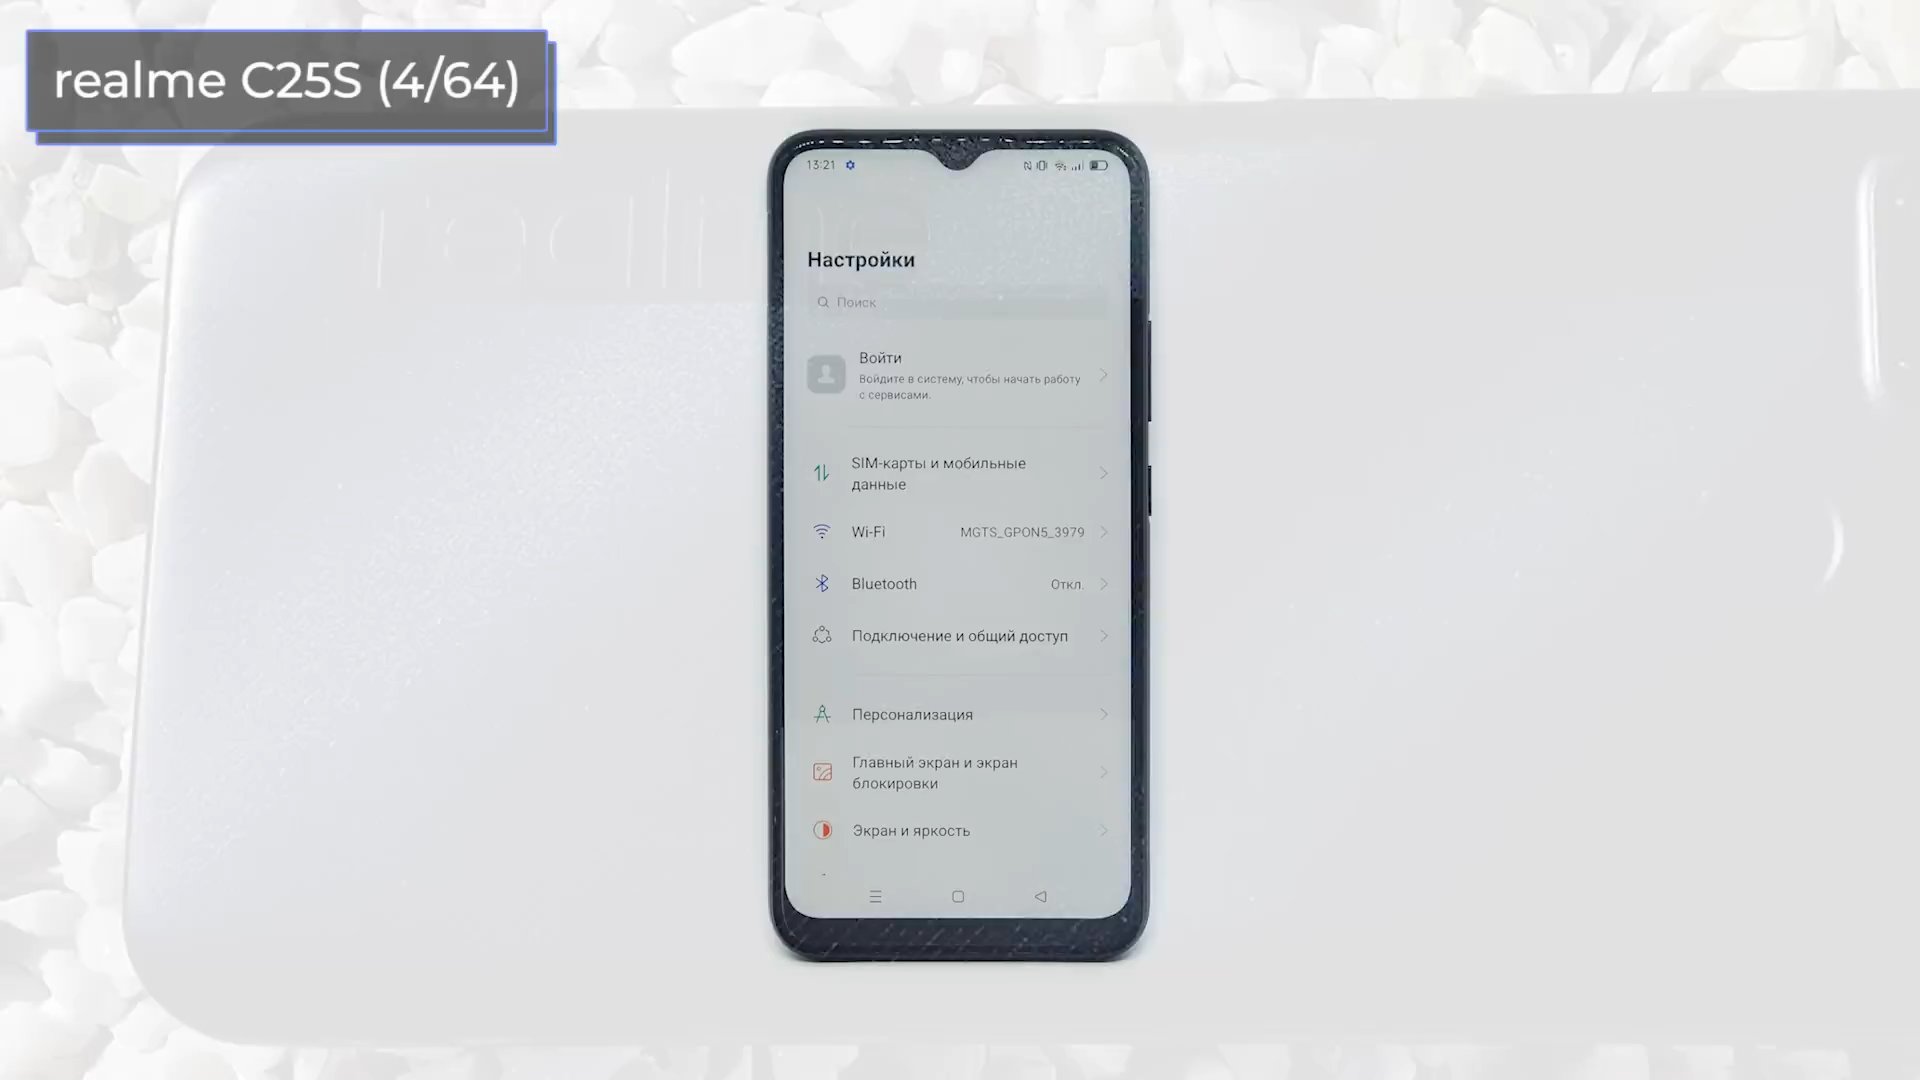 realme C25S (4/64)
13:21
realme
Настройки
Поиск
Войти
Войдите в систему, чтобы начать работу
с сервисами.
SIM-карты и мобильные
данные
Wi-Fi
MGTS_GPON5_3979
Bluetooth
Откл.
Подключение и общий доступ
Персонализация
Главный экран и экран
блокировки
Экран и яркость